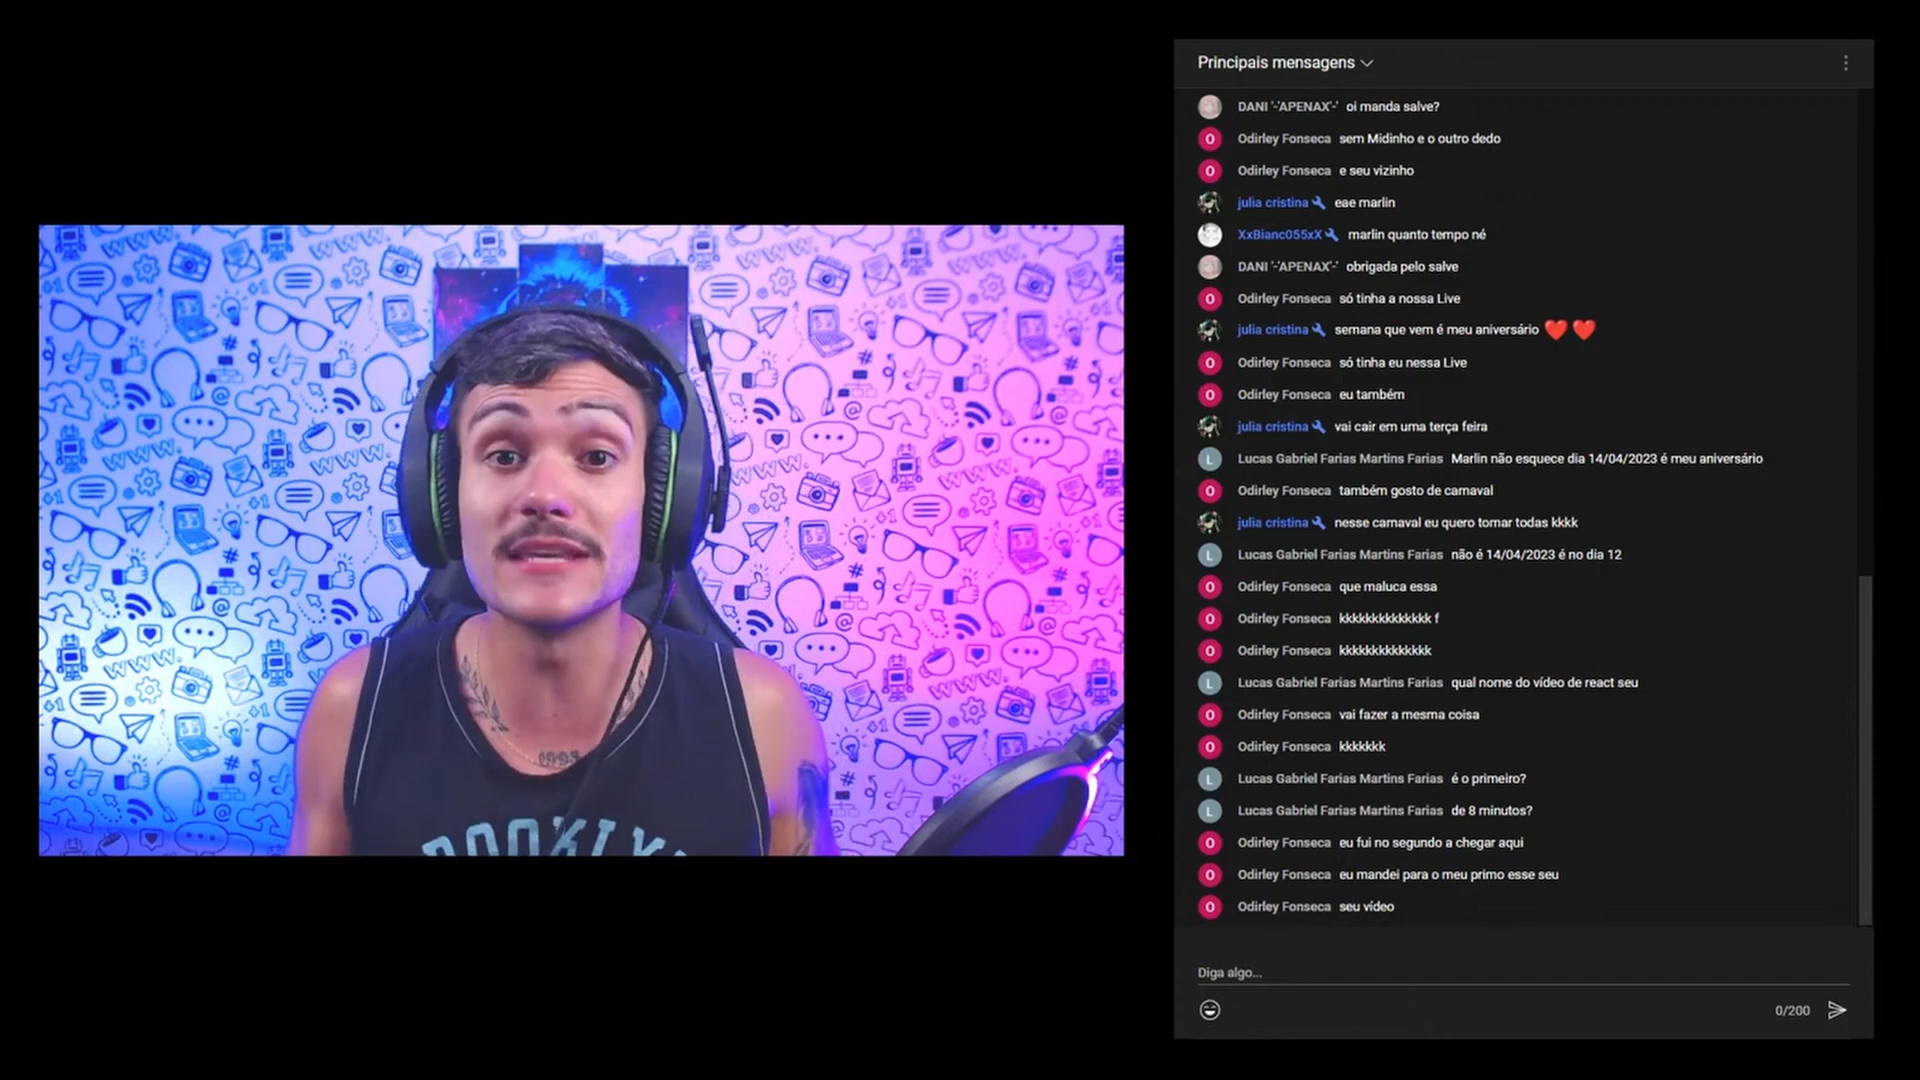 Principais mensagens
DANI '-'APENAX'-' oi manda salve?
Odirley Fonseca sem Midinho e o outro dedo
Odirley Fonseca e seu vizinho
julia cristina eae marlin
XxBianc055xX marlin quanto tempo né
DANI '-'APENAX'-' obrigada pelo salve
Odirley Fonseca só tinha a nossa Live
julia cristina semana que vem é meu aniversário ❤️❤️
Odirley Fonseca só tinha eu nessa Live
Odirley Fonseca eu também
julia cristina vai cair em uma terça feira
Lucas Gabriel Farias Martins Farias Marlin não esquece dia 14/04/2023 é meu aniversário
Odirley Fonseca também gosto de carnaval
julia cristina nesse carnaval eu quero tomar todas kkkk
Lucas Gabriel Farias Martins Farias não é 14/04/2023 é no dia 12
Odirley Fonseca que maluca essa
Odirley Fonseca kkkkkkkkkkkkkk f
Odirley Fonseca kkkkkkkkkkkkkk
Lucas Gabriel Farias Martins Farias qual nome do vídeo de react seu
Odirley Fonseca vai fazer a mesma coisa
Odirley Fonseca kkkkkkk
Lucas Gabriel Farias Martins Farias é o primeiro?
Lucas Gabriel Farias Martins Farias de 8 minutos?
Odirley Fonseca eu fui no segundo a chegar aqui
Odirley Fonseca eu mandei para o meu primo esse seu
Odirley Fonseca seu vídeo
Diga algo...
0/200
WWW.
+1
1995